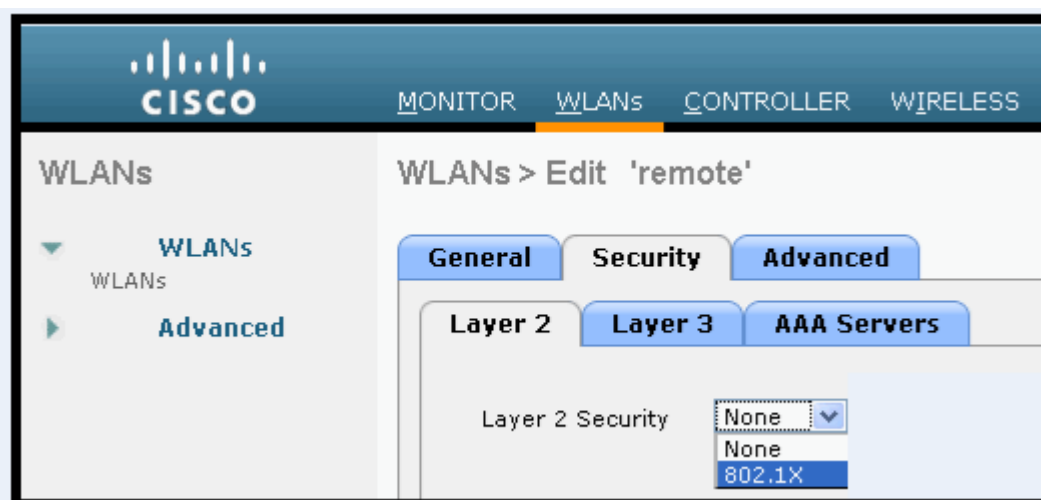 CISCO
MONITOR WLANs CONTROLLER WIRELESS
WLANs
WLANs > Edit 'remote'
WLANs
WLANs
Advanced
General Security Advanced
Layer 2 Layer 3 AAA Servers
Layer 2 Security None
None
802.1X